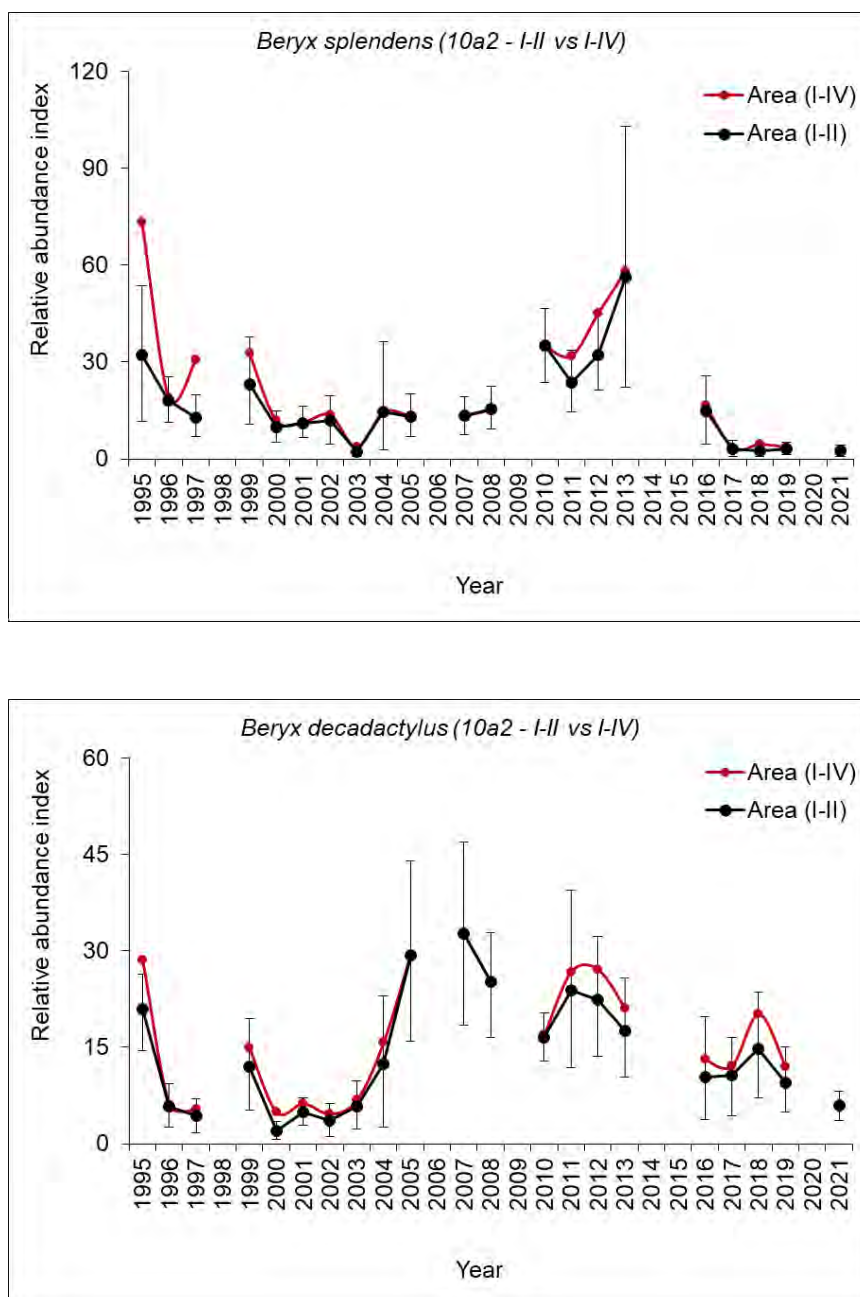 Beryx splendens (10a2 - I-II vs I-IV)
120
90
60
30
0
Relative abundance index
Area (I-IV)
Area (I-II)
1995 1996 1997 1998 1999 2000 2001 2002 2003 2004 2005 2006 2007 2008 2009 2010 2011 2012 2013 2014 2015 2016 2017 2018 2019 2020 2021
Year
Beryx decadactylus (10a2 - I-II vs I-IV)
60
45
30
15
0
Relative abundance index
Area (I-IV)
Area (I-II)
1995 1996 1997 1998 1999 2000 2001 2002 2003 2004 2005 2006 2007 2008 2009 2010 2011 2012 2013 2014 2015 2016 2017 2018 2019 2020 2021
Year